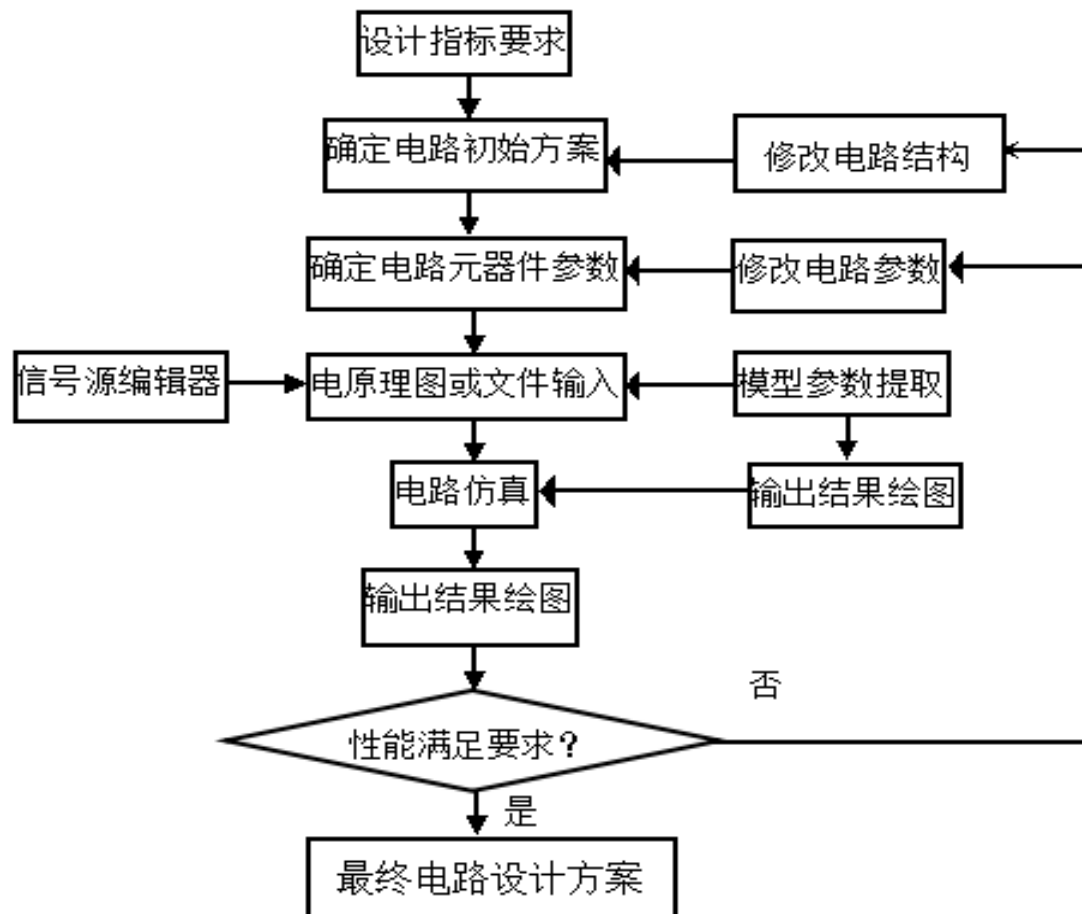 设计指标要求
确定电路初始方案
修改电路结构
确定电路元器件参数
修改电路参数
信号源编辑器
电原理图或文件输入
模型参数提取
电路仿真
输出结果绘图
输出结果绘图
否
性能满足要求？
是
最终电路设计方案